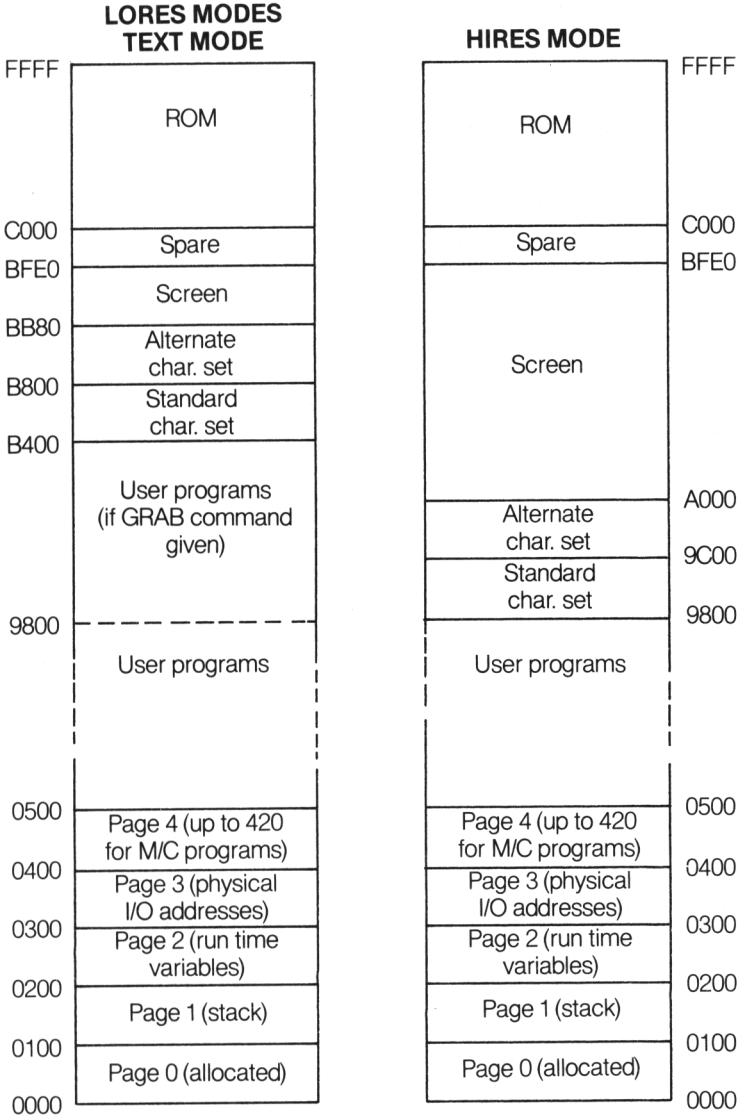 LORES MODES
TEXT MODE
FFFF
ROM
C000
Spare
BFE0
Screen
BB80
Alternate
char. set
B800
Standard
char. set
B400
User programs
(if GRAB command
given)
9800
User programs
0500
Page 4 (up to 420
for M/C programs)
0400
Page 3 (physical
I/O addresses)
0300
Page 2 (run time
variables)
0200
Page 1 (stack)
0100
Page 0 (allocated)
0000
HIRES MODE
FFFF
ROM
C000
Spare
BFE0
Screen
A000
Alternate
char. set
9C00
Standard
char. set
9800
User programs
0500
Page 4 (up to 420
for M/C programs)
0400
Page 3 (physical
I/O addresses)
0300
Page 2 (run time
variables)
0200
Page 1 (stack)
0100
Page 0 (allocated)
0000